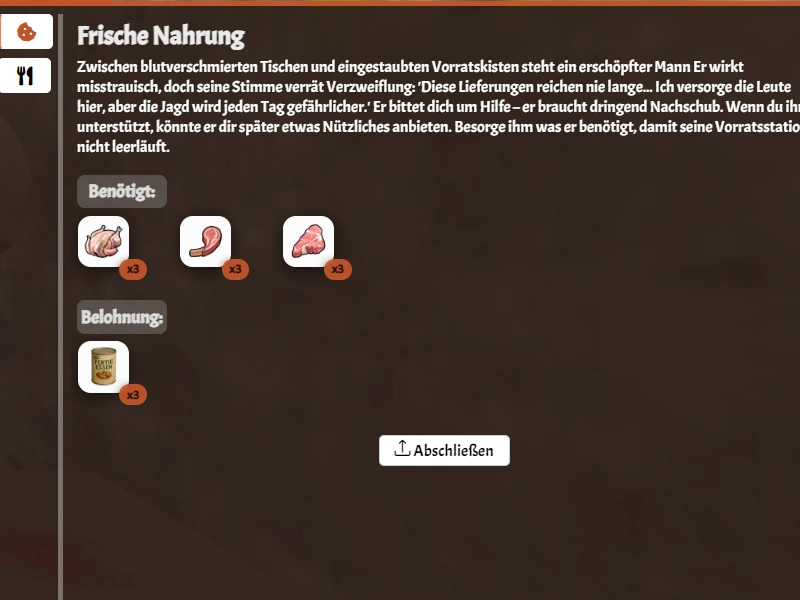 Frische Nahrung
Zwischen blutverschmierten Tischen und eingestaubten Vorratskisten steht ein erschöpfter Mann Er wirkt
misstrauisch, doch seine Stimme verrät Verzweiflung: 'Diese Lieferungen reichen nie lange... Ich versorge die Leute
hier, aber die Jagd wird jeden Tag gefährlicher.' Er bittet dich um Hilfe – er braucht dringend Nachschub. Wenn du
unterstützt, könnte er dir später etwas Nützliches anbieten. Besorge ihm was er benötigt, damit seine
nicht leerläuft.
Benötigt:
x3 x3 x3
Belohnung:
FERTIG
ESSEN
x3
Abschließen